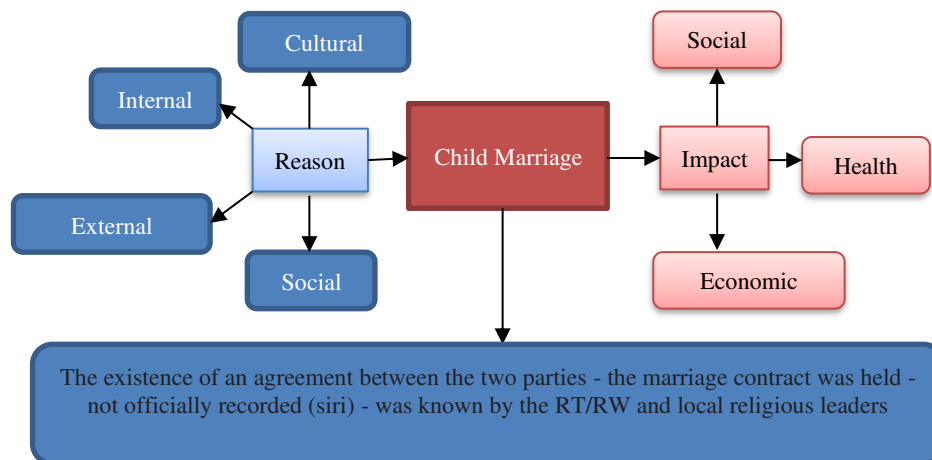 Cultural
Social
Internal
Reason
Child Marriage
Impact
Health
External
Social
Economic
The existence of an agreement between the two parties - the marriage contract was held -
not officially recorded (siri) - was known by the RT/RW and local religious leaders